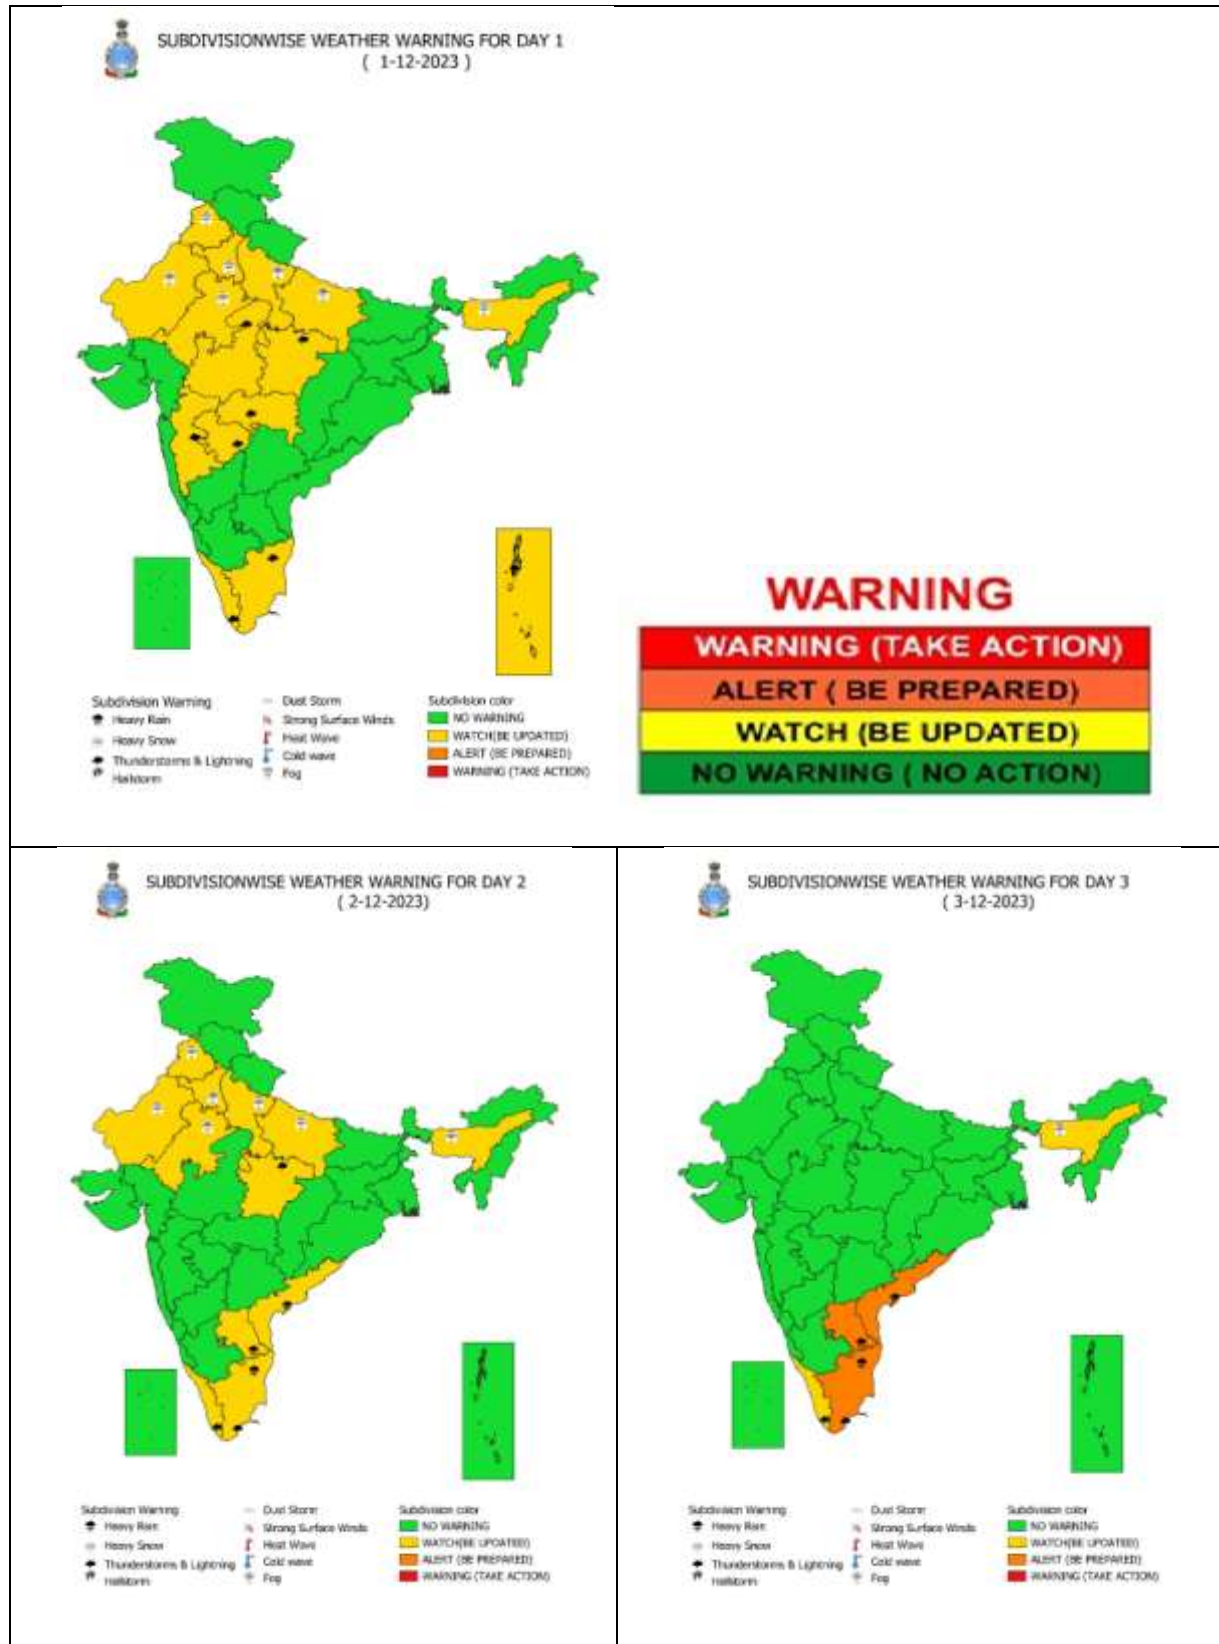 SUBDIVISIONWISE WEATHER WARNING FOR DAY 1
( 1-12-2023 )
Subdivision Warning
Heavy Rain
Heavy Snow
Thunderstorms & Lightning
Hailstorm
Dust Storm
Strong Surface Winds
Heat Wave
Cold wave
Fog
Subdivision color
NO WARNING
WATCH(BE UPDATED)
ALERT (BE PREPARED)
WARNING (TAKE ACTION)
WARNING
WARNING (TAKE ACTION)
ALERT ( BE PREPARED)
WATCH (BE UPDATED)
NO WARNING ( NO ACTION)
SUBDIVISIONWISE WEATHER WARNING FOR DAY 2
( 2-12-2023)
Subdivision Warning
Heavy Rain
Heavy Snow
Thunderstorms & Lightning
Hailstorm
Dust Storm
Strong Surface Winds
Heat Wave
Cold wave
Fog
Subdivision color
NO WARNING
WATCH(BE UPDATED)
ALERT (BE PREPARED)
WARNING (TAKE ACTION)
SUBDIVISIONWISE WEATHER WARNING FOR DAY 3
( 3-12-2023)
Subdivision Warning
Heavy Rain
Heavy Snow
Thunderstorms & Lightning
Hailstorm
Dust Storm
Strong Surface Winds
Heat Wave
Cold wave
Fog
Subdivision color
NO WARNING
WATCH(BE UPDATED)
ALERT (BE PREPARED)
WARNING (TAKE ACTION)